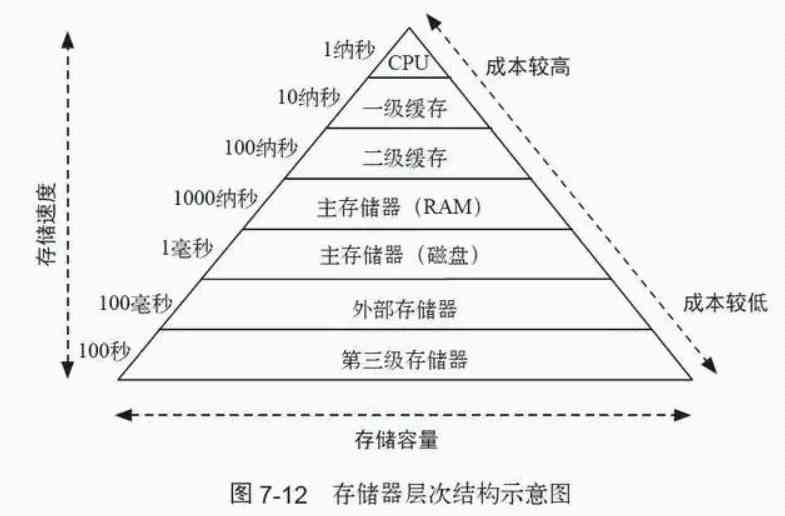 1纳秒
CPU
成本较高
10纳秒
一级缓存
100纳秒
二级缓存
1000纳秒
主存储器（RAM）
存储速度
1毫秒
主存储器（磁盘）
100毫秒
外部存储器
成本较低
100秒
第三级存储器
存储容量
图 7-12 存储器层次结构示意图